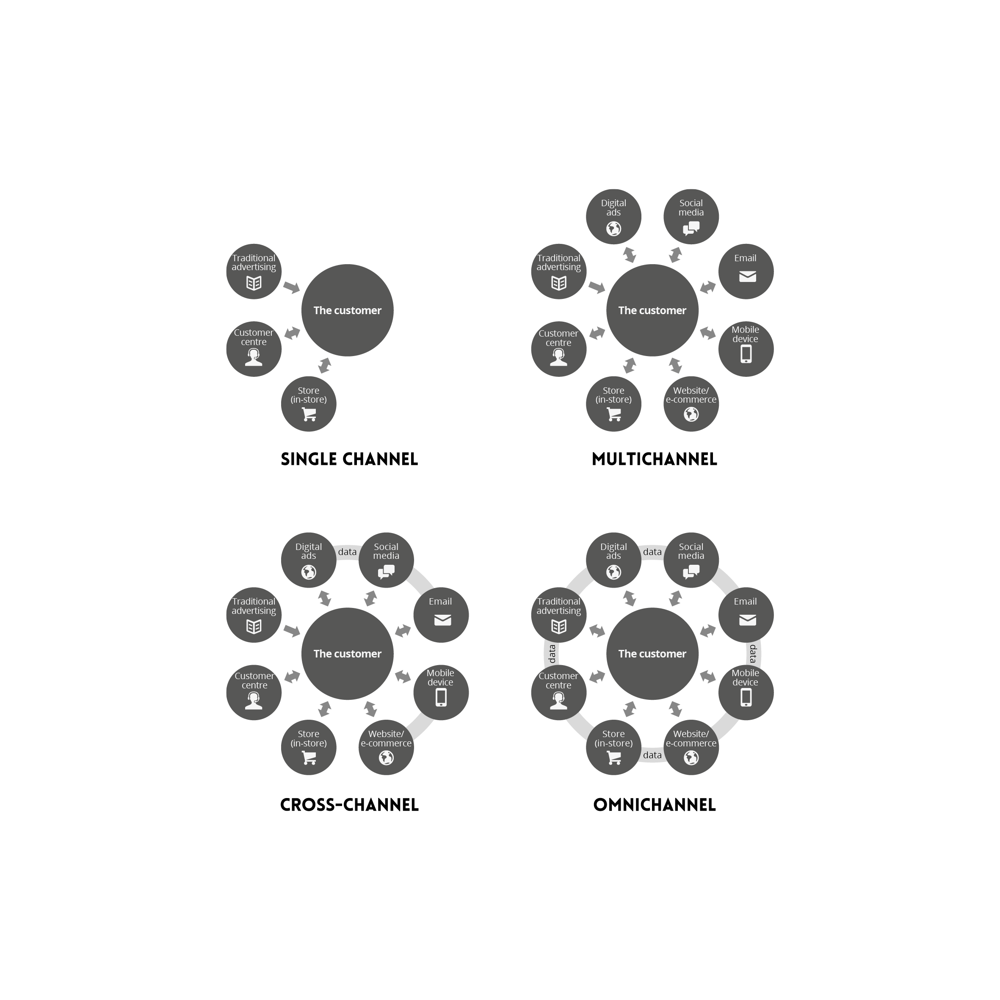 Traditional
advertising
The customer
Customer
centre
Store
(in-store)
SINGLE CHANNEL
Digital
ads
Social
media
Traditional
advertising
Email
The customer
Customer
centre
Mobile
device
Store
(in-store)
Website/
e-commerce
MULTICHANNEL
Digital
ads
data
Social
media
Traditional
advertising
Email
The customer
Customer
centre
Mobile
device
Store
(in-store)
Website/
e-commerce
CROSS-CHANNEL
Digital
ads
data
Social
media
Traditional
advertising
Email
data
The customer
data
Customer
centre
Mobile
device
Store
(in-store)
data
Website/
e-commerce
OMNICHANNEL